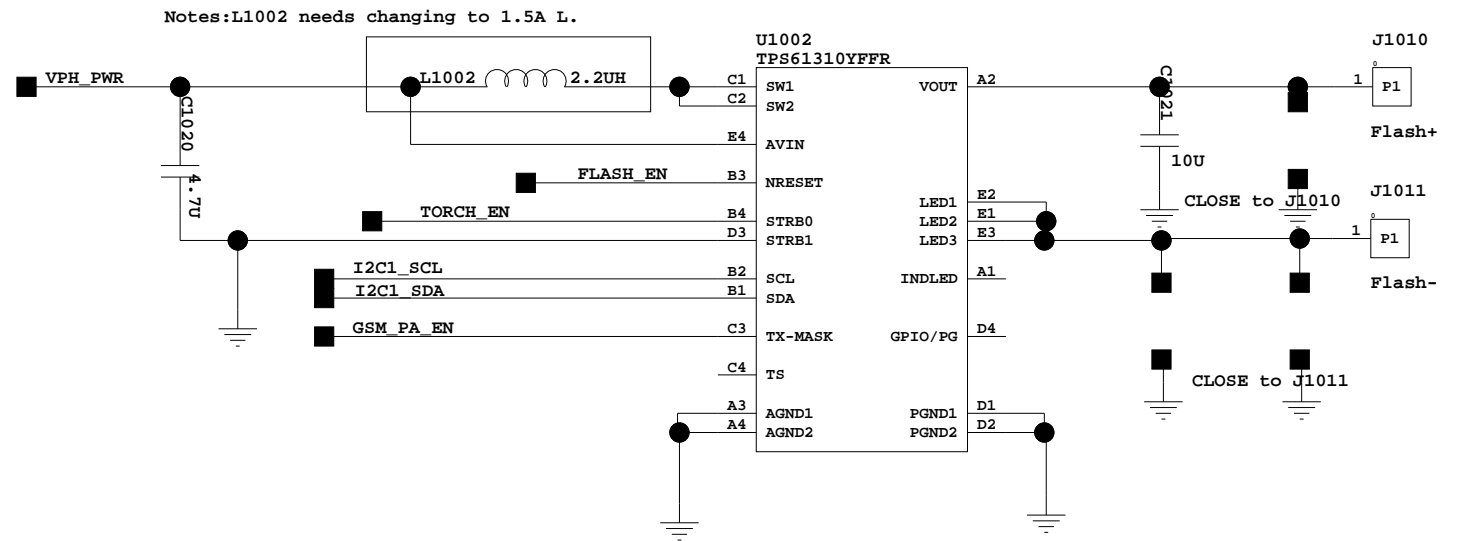 Notes:L1002 needs changing to 1.5A L.
U1002
TPS61310YFFR
J1010
VPH_PWR
L1002
2.2UH
C1
SW1
C2
SW2
VOUT
A2
C1021
10U
1
P1
0
Flash+
C1020
4.7U
E4
AVIN
FLASH_EN
B3
NRESET
TORCH_EN
B4
STRB0
D3
STRB1
LED1
E2
LED2
E1
LED3
E3
CLOSE to J1010
J1011
0
1
P1
Flash-
I2C1_SCL
B2
SCL
I2C1_SDA
B1
SDA
INDLED
A1
GSM_PA_EN
C3
TX-MASK
GPIO/PG
D4
C4
TS
CLOSE to J1011
A3
AGND1
A4
AGND2
PGND1
D1
PGND2
D2